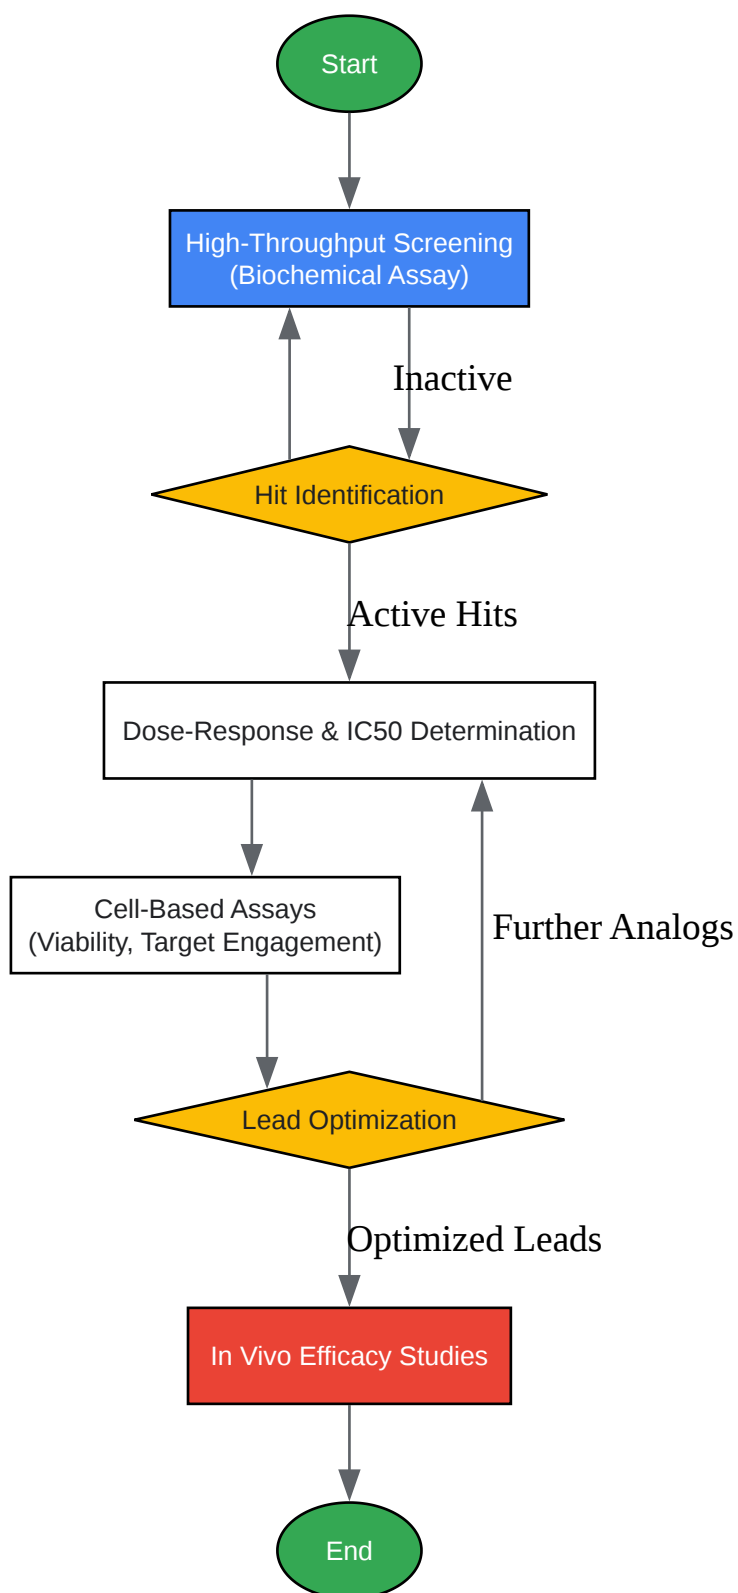 Start
High-Throughput Screening
(Biochemical Assay)
Inactive
Hit Identification
Active Hits
Dose-Response & IC50 Determination
Cell-Based Assays
(Viability, Target Engagement)
Further Analogs
Lead Optimization
Optimized Leads
In Vivo Efficacy Studies
End